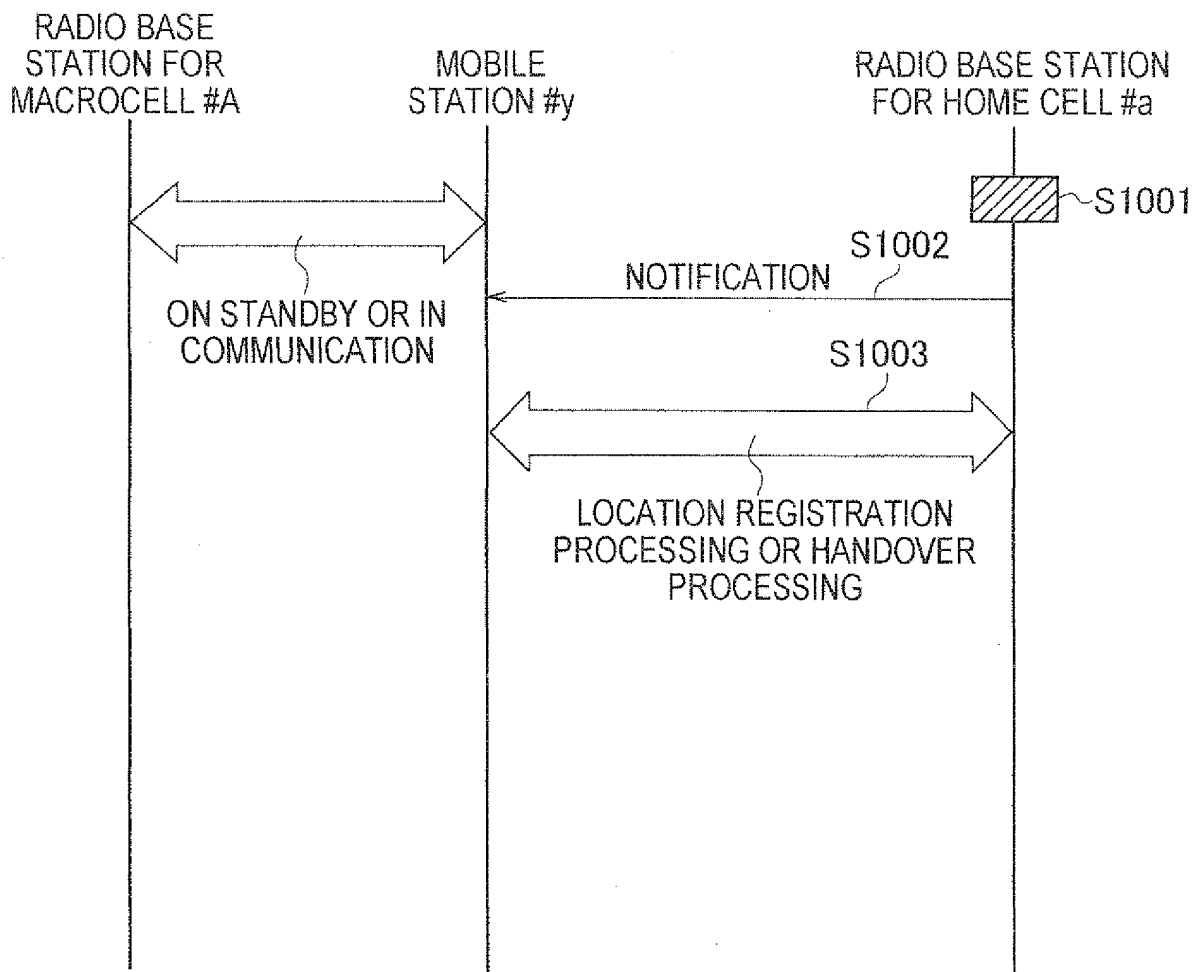 RADIO BASE
STATION FOR
MACROCELL #A
MOBILE
STATION #y
RADIO BASE STATION
FOR HOME CELL #a
S1001
S1002
NOTIFICATION
ON STANDBY OR IN
COMMUNICATION
S1003
LOCATION REGISTRATION
PROCESSING OR HANDOVER
PROCESSING